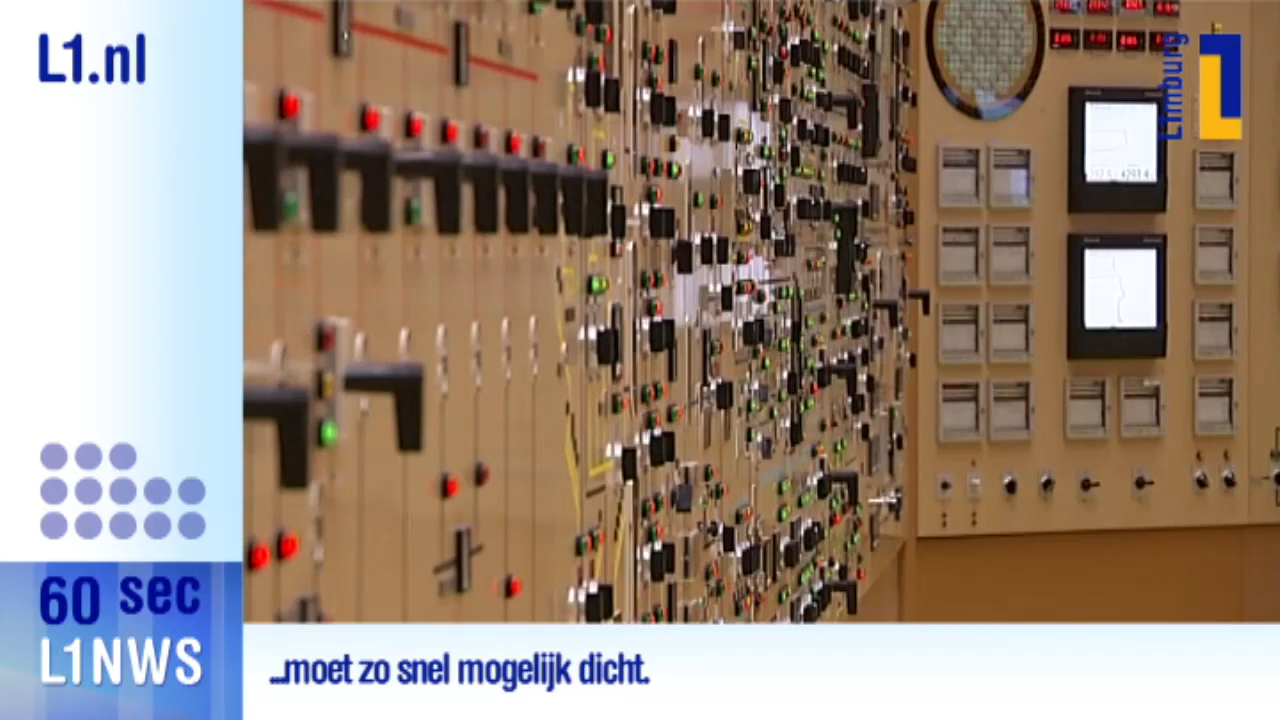 L1.nl
Limburg
60 sec
L1NWS
...moet zo snel mogelijk dicht.